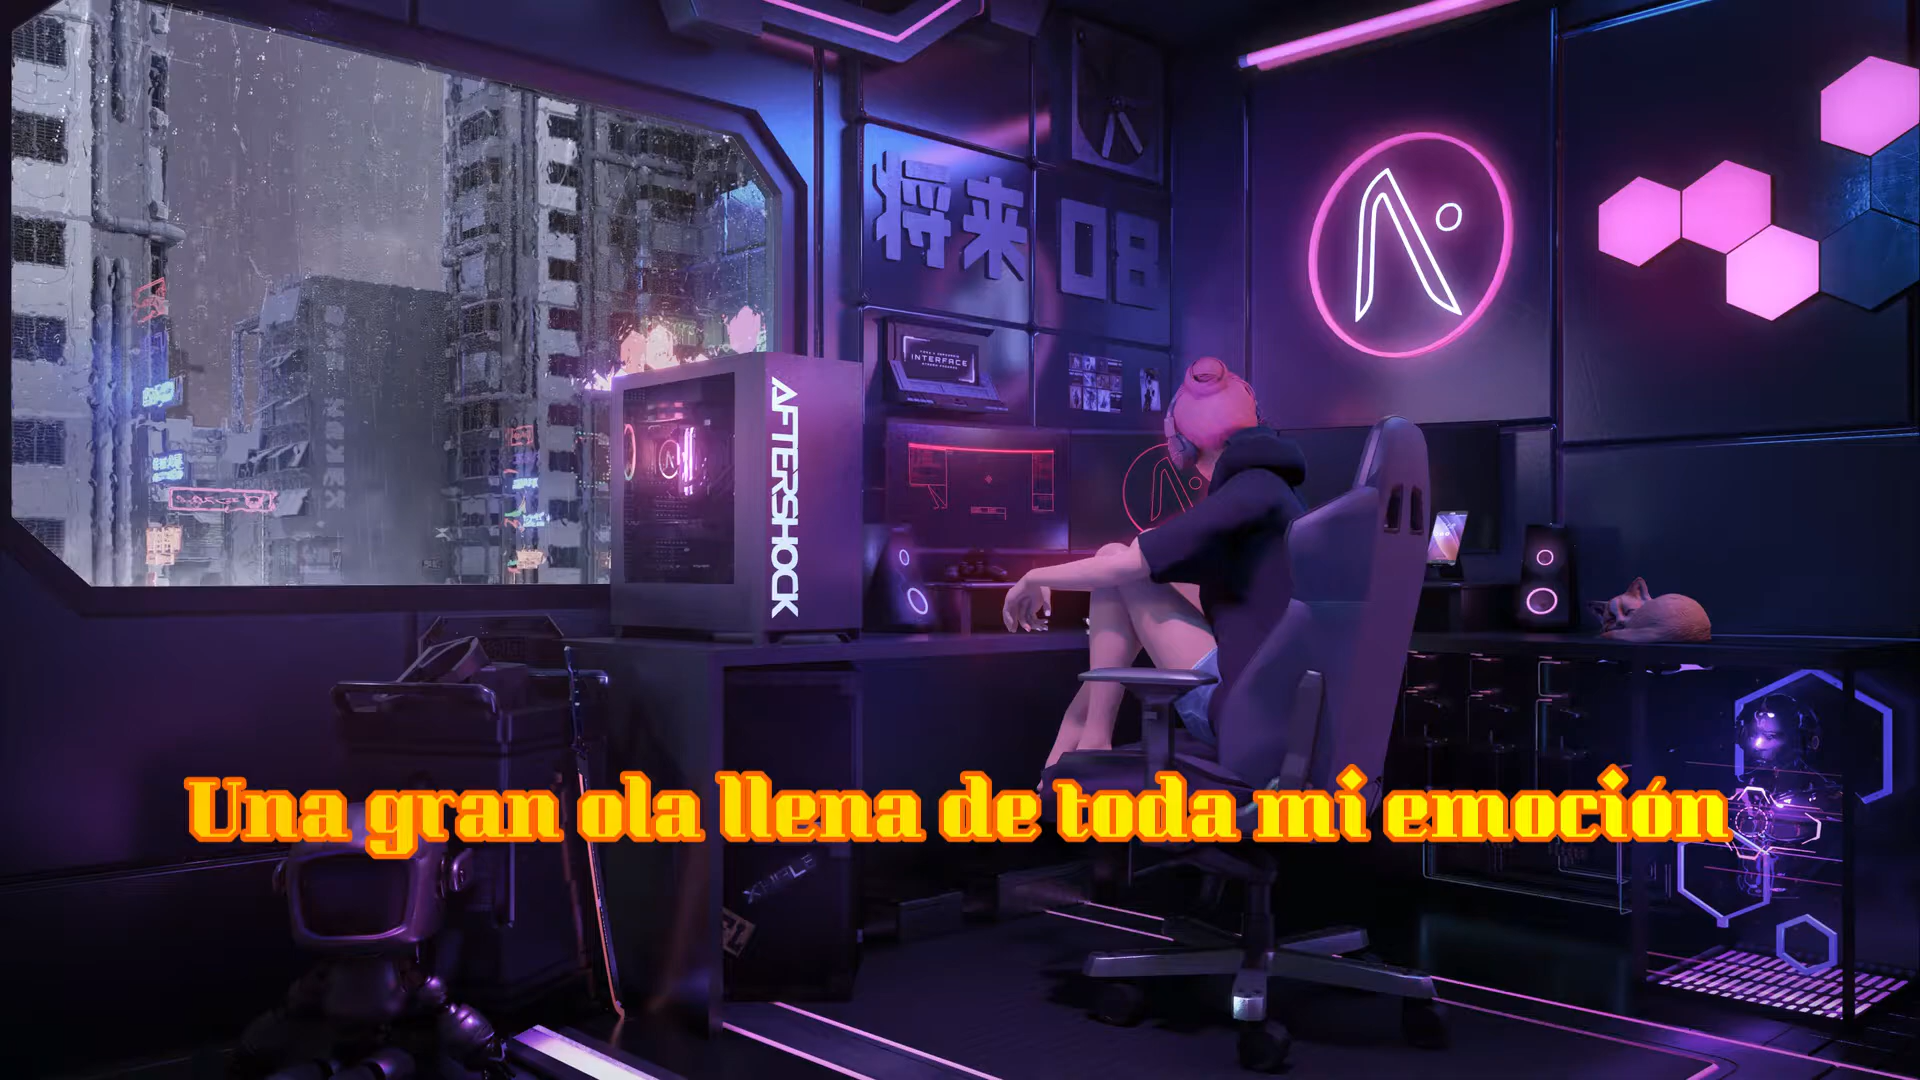 将来
08
INTERFACE
AFTERSHOCK
Una gran ola llena de toda mi emoción